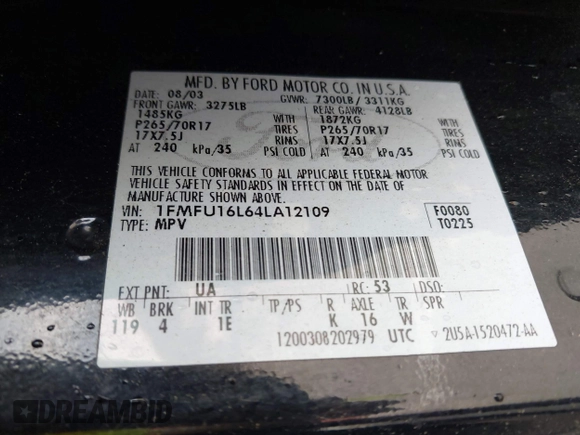 MFD. BY FORD MOTOR CO. IN U.S.A.
DATE: 08/03 GVWR: 7300LB / 3311KG
FRONT GAWR: 3275LB REAR GAWR: 4128LB
1485KG WITH 1872KG WITH
P265/70R17 TIRES P265/70R17 TIRES
17X7.5J RIMS 17X7.5J RIMS
AT 240 kPa/35 PSI COLD AT 240 kPa/35 PSI COLD
THIS VEHICLE CONFORMS TO ALL APPLICABLE FEDERAL MOTOR
VEHICLE SAFETY STANDARDS IN EFFECT ON THE DATE OF
MANUFACTURE SHOWN ABOVE.
VIN: 1FMFU16L64LA12109 F0080
TYPE: MPV T0225
EXT PNT: UA RC: 53 DSO:
WB BRK INT TR TP/PS R AXLE TR SPR
119 4 1E K 16 W
1200308202979 UTC 2U5A-1520472-AA
Ford
DREAMBID